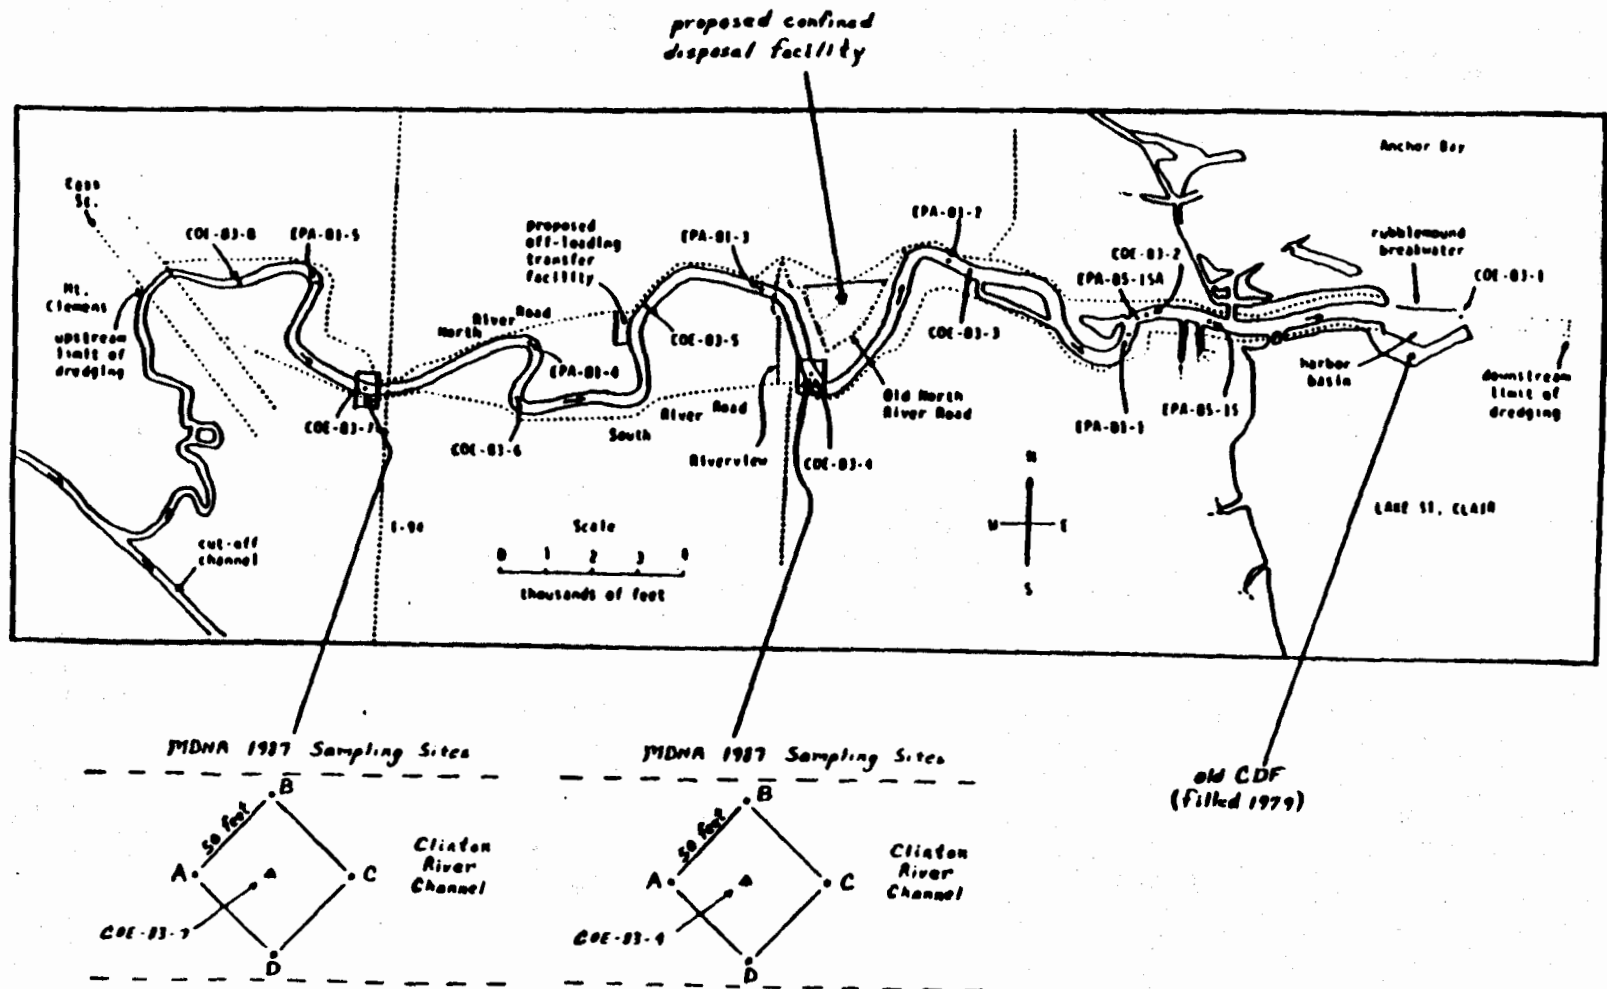 proposed confined
disposal facility
Anchor Bay
Cass
St.
COE-83-8
EPA-81-5
proposed
off-loading
transfer
facility
EPA-81-3
EPA-81-2
COE-83-2
EPA-85-15A
rubblemound
breakwater
COE-83-1
Mt.
Clemens
upstream
limit of
dredging
North
River Road
EPA-81-4
COE-83-5
COE-83-3
harbor
basin
downstream
limit of
dredging
COE-83-7
COE-83-6
South
River Road
Riverview
COE-83-4
Old North
River Road
EPA-81-1
EPA-85-15
I-94
cut-off
channel
Scale
0 1 2 3 4
thousands of feet
N
W E
S
LAKE ST. CLAIR
MDNR 1987 Sampling Sites
B
50 feet
A
C
D
COE-83-7
Clinton
River
Channel
MDNR 1987 Sampling Sites
B
50 feet
A
C
D
COE-83-4
Clinton
River
Channel
old CDF
(filled 1979)